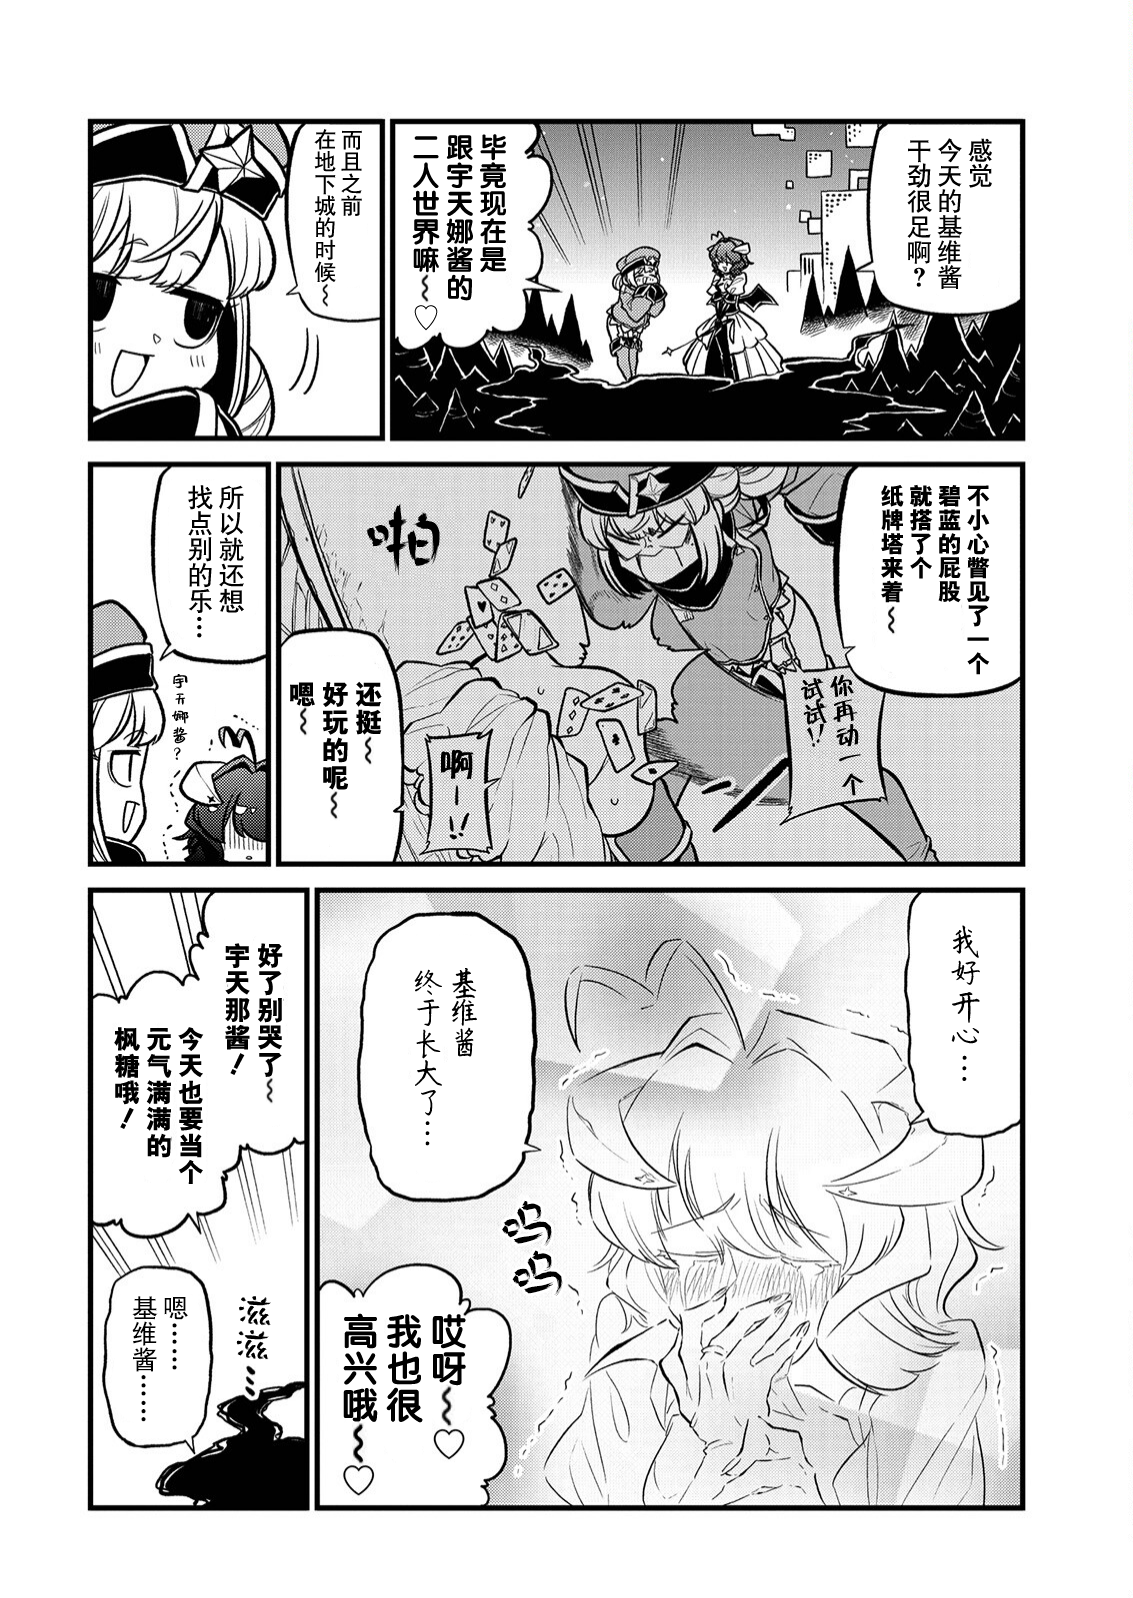 感觉
今天的基维酱
干劲很足啊?
毕竟现在是
跟宇天娜酱的
二人世界嘛
~♡
而且之前
在地下城的时候~
不小心瞥见了一个
碧蓝的屁股
就搭了个
纸牌塔来着~
你再动一个
试试!!
啪
啊ー!!
还挺~
好玩的呢~
嗯~
所以就还想
找点别的乐…
宇天娜酱?
我好开心…
基维酱
终于长大了…
呜呜
哎呀~♡
我也很
高兴哦~♡
好了别哭了~
宇天那酱!
今天也要当个
元气满满的
枫糖哦!
滋滋…
嗯……
基维酱……